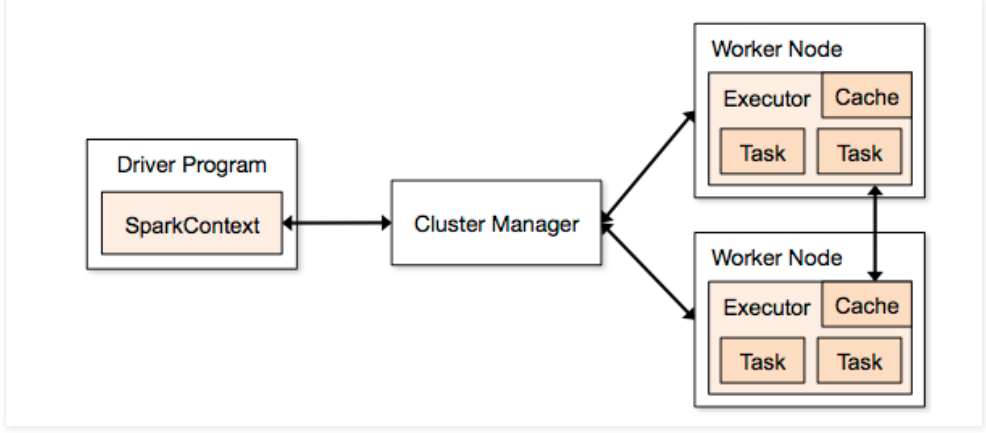 Driver Program
SparkContext
Cluster Manager
Worker Node
Executor
Cache
Task
Task
Worker Node
Executor
Cache
Task
Task